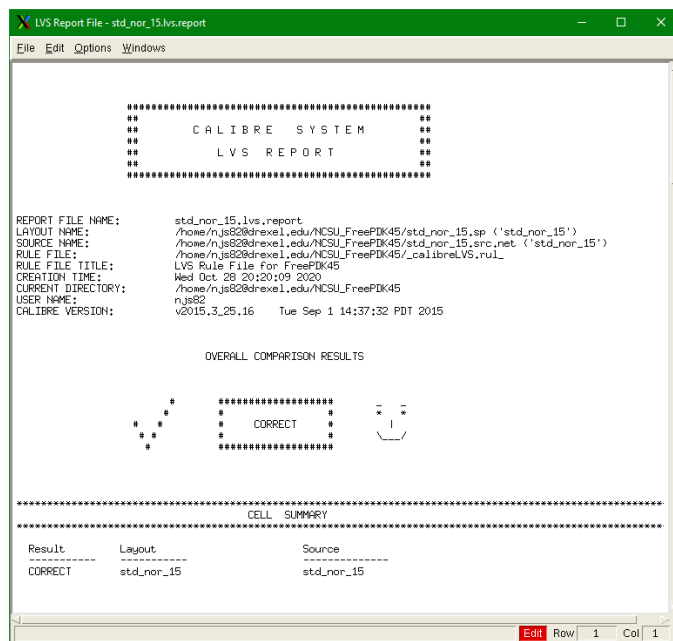 LVS Report File - std_nor_15.lvs.report
File Edit Options Windows
##################################################
## ##
## C A L I B R E S Y S T E M ##
## ##
## L V S R E P O R T ##
## ##
##################################################
REPORT FILE NAME: std_nor_15.lvs.report
LAYOUT NAME: /home/njs82@drexel.edu/NCSU_FreePDK45/std_nor_15.sp ('std_nor_15')
SOURCE NAME: /home/njs82@drexel.edu/NCSU_FreePDK45/std_nor_15.src.net ('std_nor_15')
RULE FILE: /home/njs82@drexel.edu/NCSU_FreePDK45/_calibreLVS.rul_
RULE FILE TITLE: LVS Rule File for FreePDK45
CREATION TIME: Wed Oct 28 20:20:09 2020
CURRENT DIRECTORY: /home/njs82@drexel.edu/NCSU_FreePDK45
USER NAME: njs82
CALIBRE VERSION: v2015.3_25.16 Tue Sep 1 14:37:32 PDT 2015
OVERALL COMPARISON RESULTS
# ################### _ _
# # # * *
# # # CORRECT # |
# # # # \___/
# ###################
**************************************************************************************************************
CELL SUMMARY
**************************************************************************************************************
Result Layout Source
----------- ----------- --------------
CORRECT std_nor_15 std_nor_15
Edit Row 1 Col 1